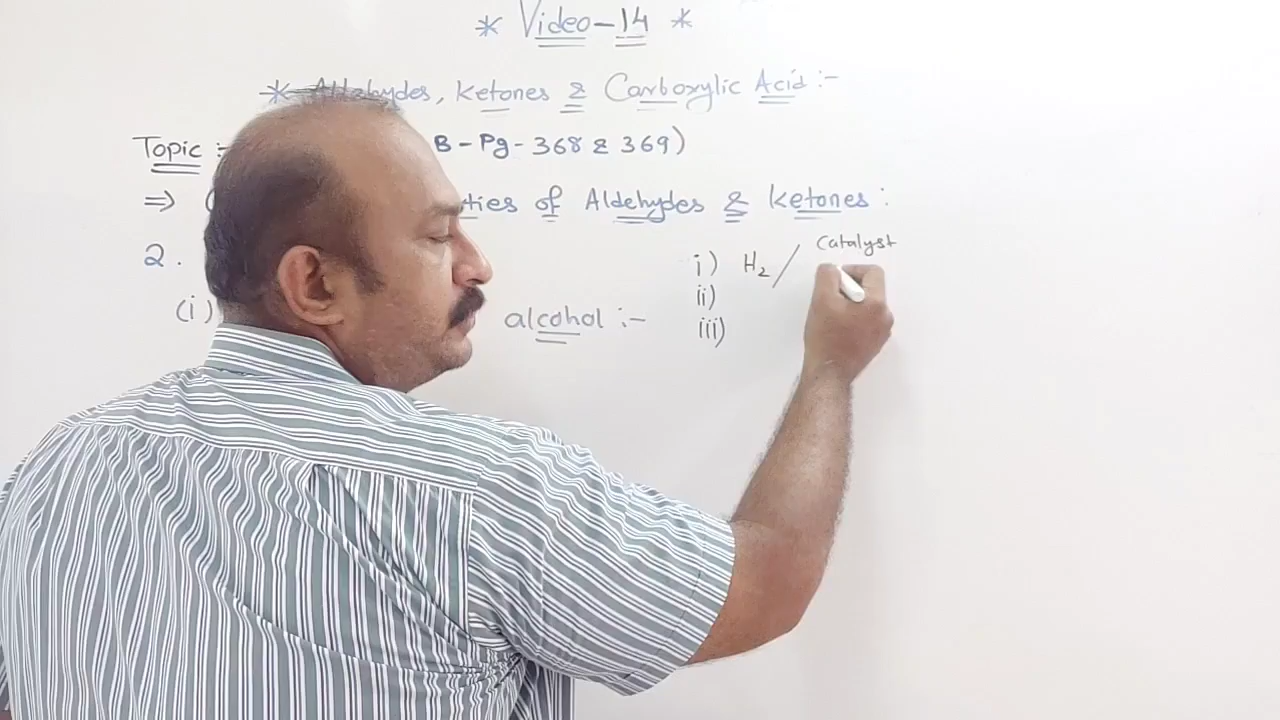 * Video-14 *
* Aldehydes, Ketones & Carboxylic Acid :-
Topic : B - Pg - 368 & 369)
⇒ ( ties of Aldehydes & Ketones :
2. i) H₂ / Catalyst
ii)
(i) alcohol :- iii)